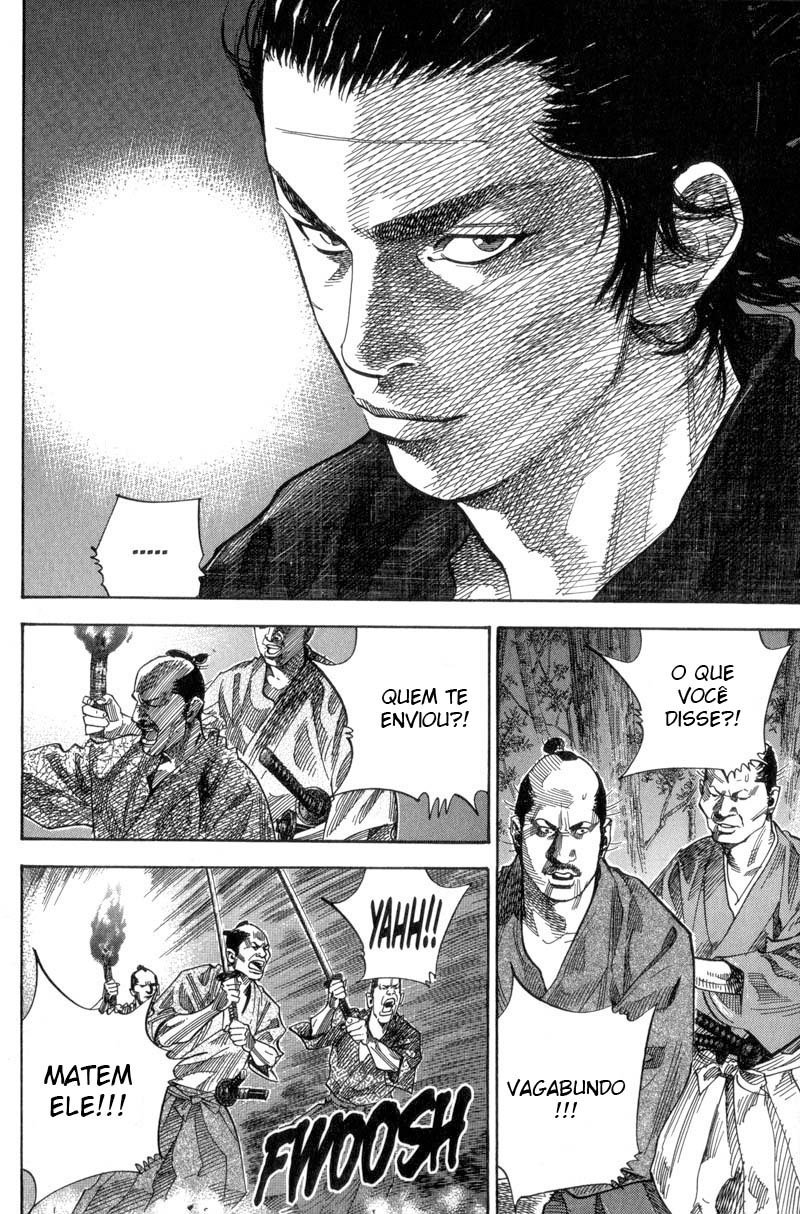 .....
O QUE
VOCÊ
DISSE?!
VAGABUNDO
!!!
QUEM TE
ENVIOU?!
YAHH!!
MATEM
ELE!!!
FWOOSH